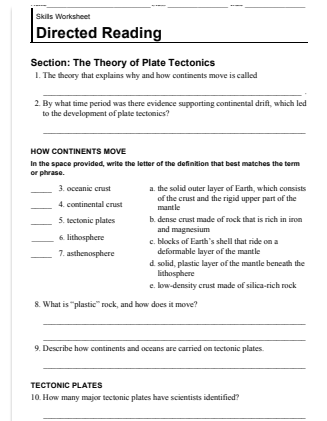 Skills Worksheet
Directed Reading
Section: The Theory of Plate Tectonics
1. The theory that explains why and how continents move is called
.
2. By what time period was there evidence supporting continental drift, which led
to the development of plate tectonics?
HOW CONTINENTS MOVE
In the space provided, write the letter of the definition that best matches the term
or phrase.
3. oceanic crust
4. continental crust
5. tectonic plates
6. lithosphere
7. asthenosphere
a. the solid outer layer of Earth, which consists
of the crust and the rigid upper part of the
mantle
b. dense crust made of rock that is rich in iron
and magnesium
c. blocks of Earth's shell that ride on a
deformable layer of the mantle
d. solid, plastic layer of the mantle beneath the
lithosphere
e. low-density crust made of silica-rich rock
8. What is "plastic" rock, and how does it move?
9. Describe how continents and oceans are carried on tectonic plates.
TECTONIC PLATES
10. How many major tectonic plates have scientists identified?